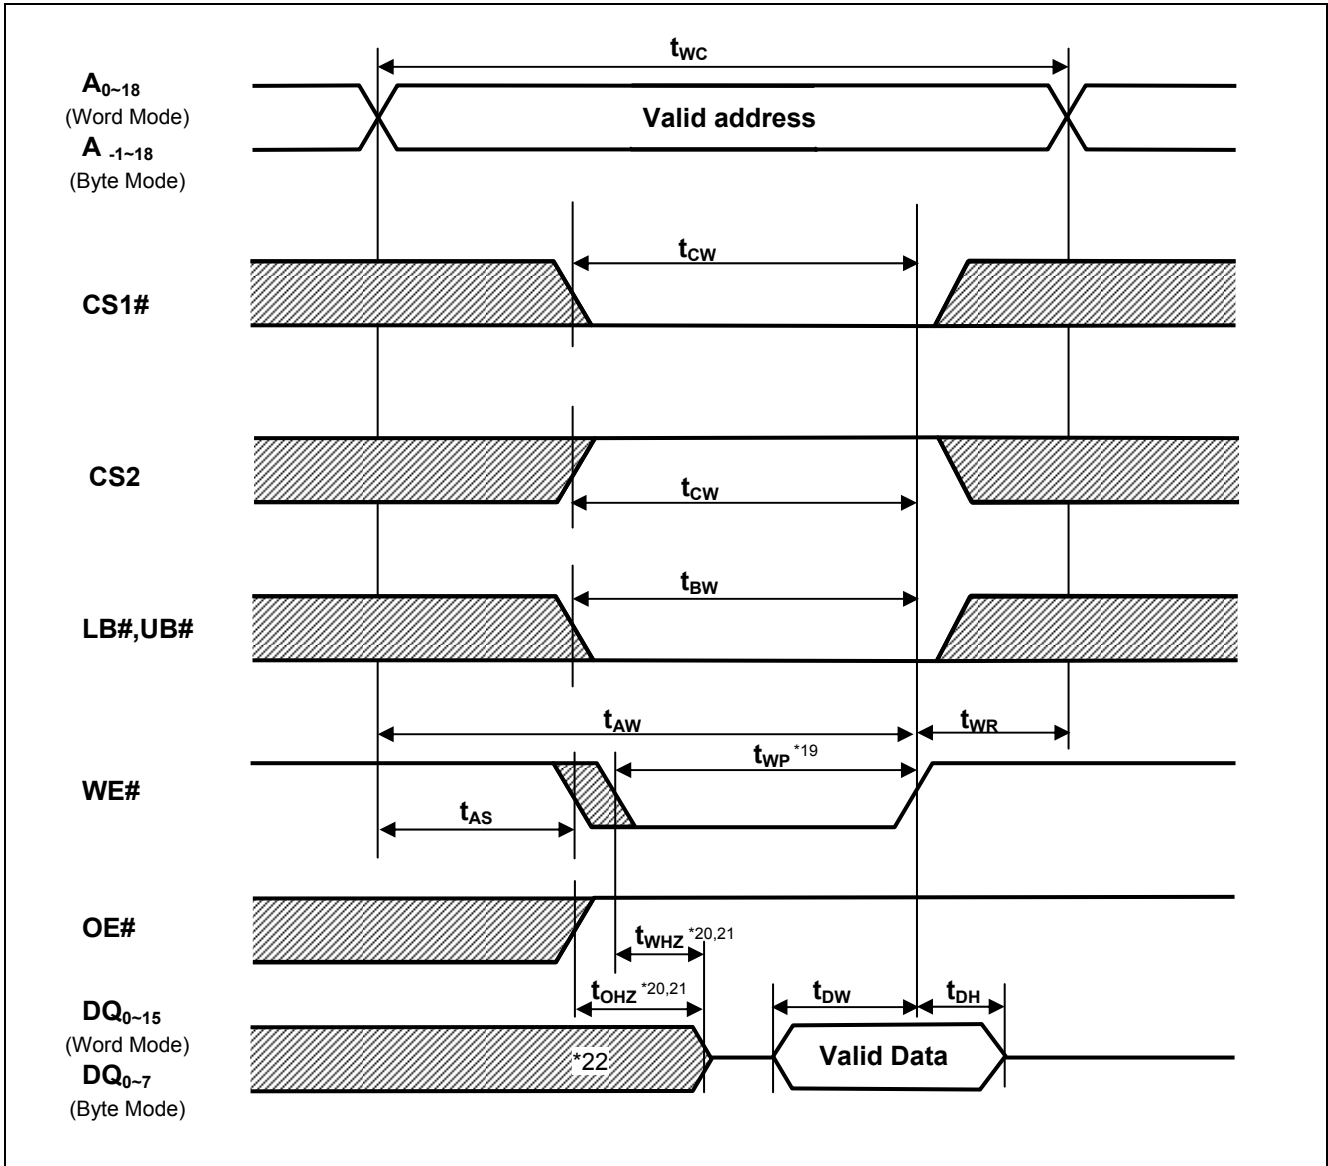 tWC
A0~18
(Word Mode)
Valid address
A -1~18
(Byte Mode)
tCW
CS1#
CS2
tCW
tBW
LB#,UB#
tAW
tWR
tWP *19
WE#
tAS
OE#
tWHZ *20,21
tOHZ *20,21
tDW
tDH
DQ0~15
(Word Mode)
*22
Valid Data
DQ0~7
(Byte Mode)